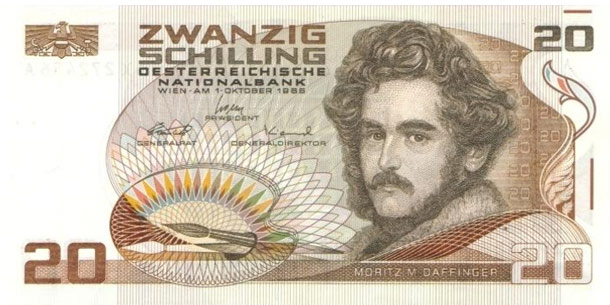 ZWANZIG
SCHILLING
OESTERREICHISCHE
NATIONALBANK
WIEN·AM 1·OKTOBER 1986
PRÄSIDENT
GENERALRAT
GENERALDIREKTOR
20
20
20
MORITZ M. DAFFINGER